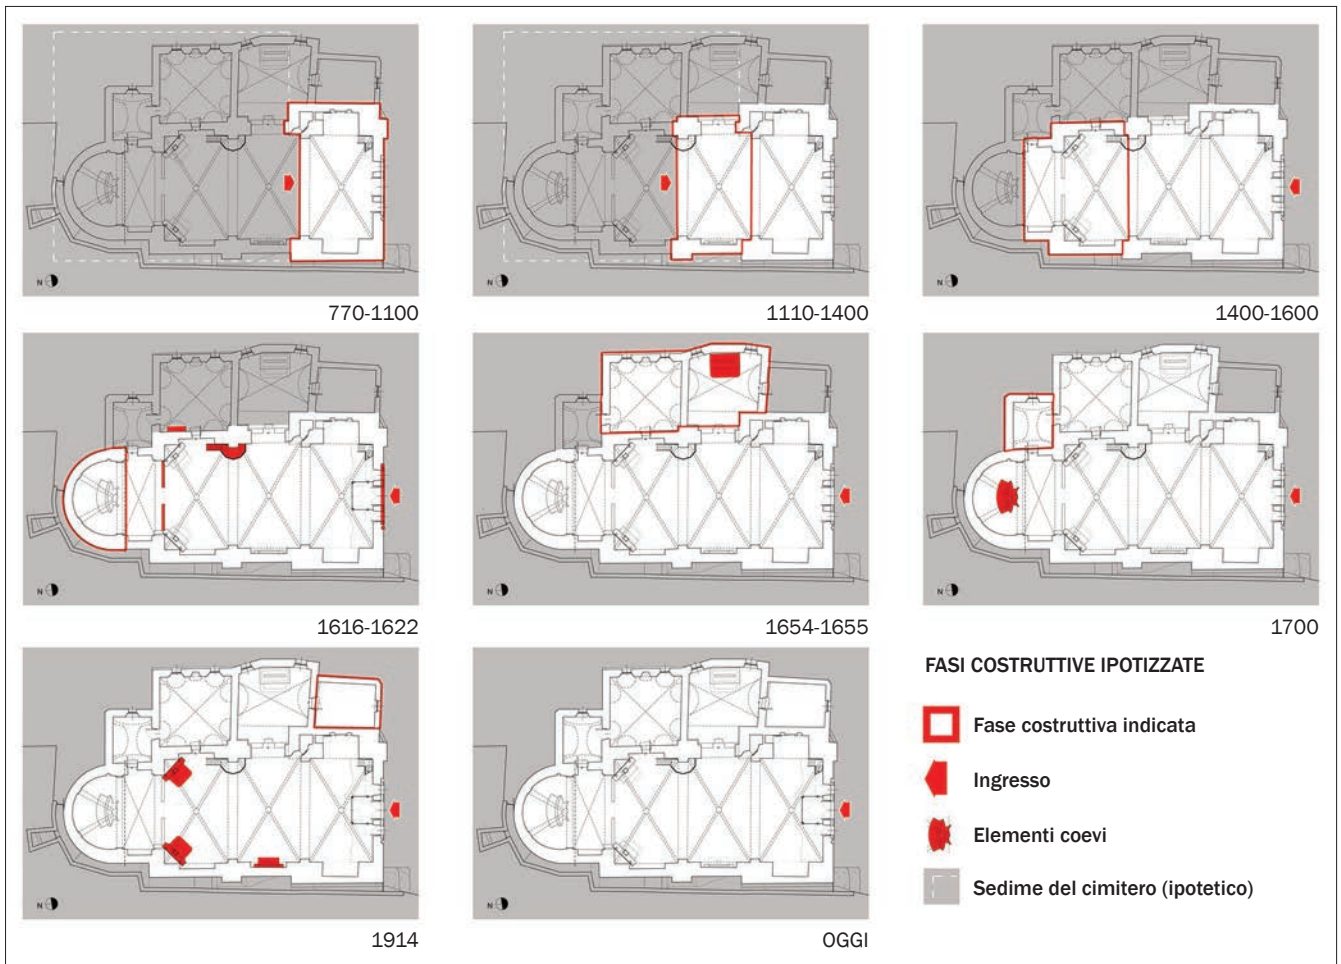 N
770-1100
N
1110-1400
N
1400-1600
N
1616-1622
N
1654-1655
N
1700
N
1914
N
OGGI
FASI COSTRUTTIVE IPOTIZZATE
Fase costruttiva indicata
Ingresso
Elementi coevi
Sedime del cimitero (ipotetico)